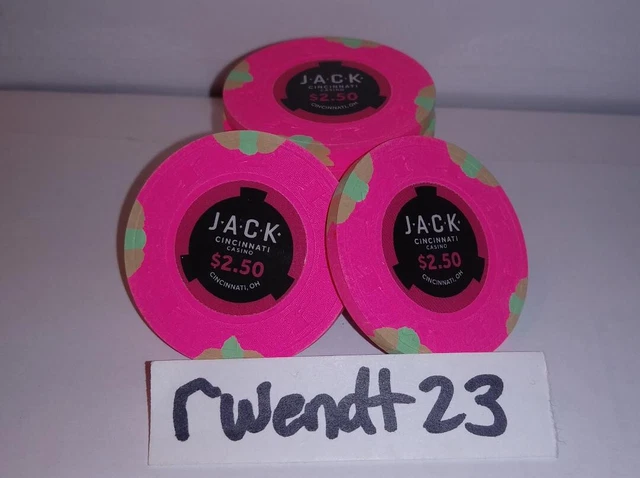 J·A·C·K·
CINCINNATI
CASINO
$2.50
CINCINNATI, OH
J·A·C·K·
CINCINNATI
CASINO
$2.50
CINCINNATI, OH
J·A·C·K·
CINCINNATI
CASINO
$2.50
CINCINNATI, OH
rwendt23